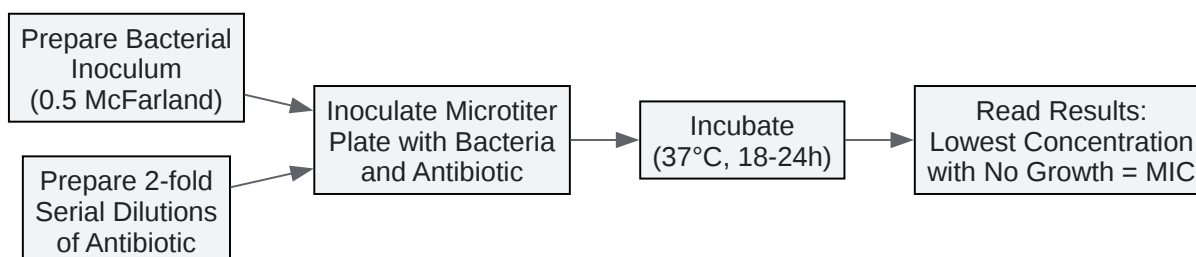 Prepare Bacterial
Inoculum
(0.5 McFarland)
Prepare 2-fold
Serial Dilutions
of Antibiotic
Inoculate Microtiter
Plate with Bacteria
and Antibiotic
Incubate
(37°C, 18-24h)
Read Results:
Lowest Concentration
with No Growth = MIC